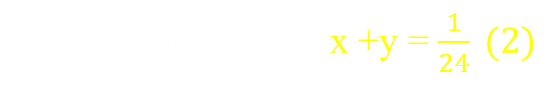 x +y = 1/24 (2)